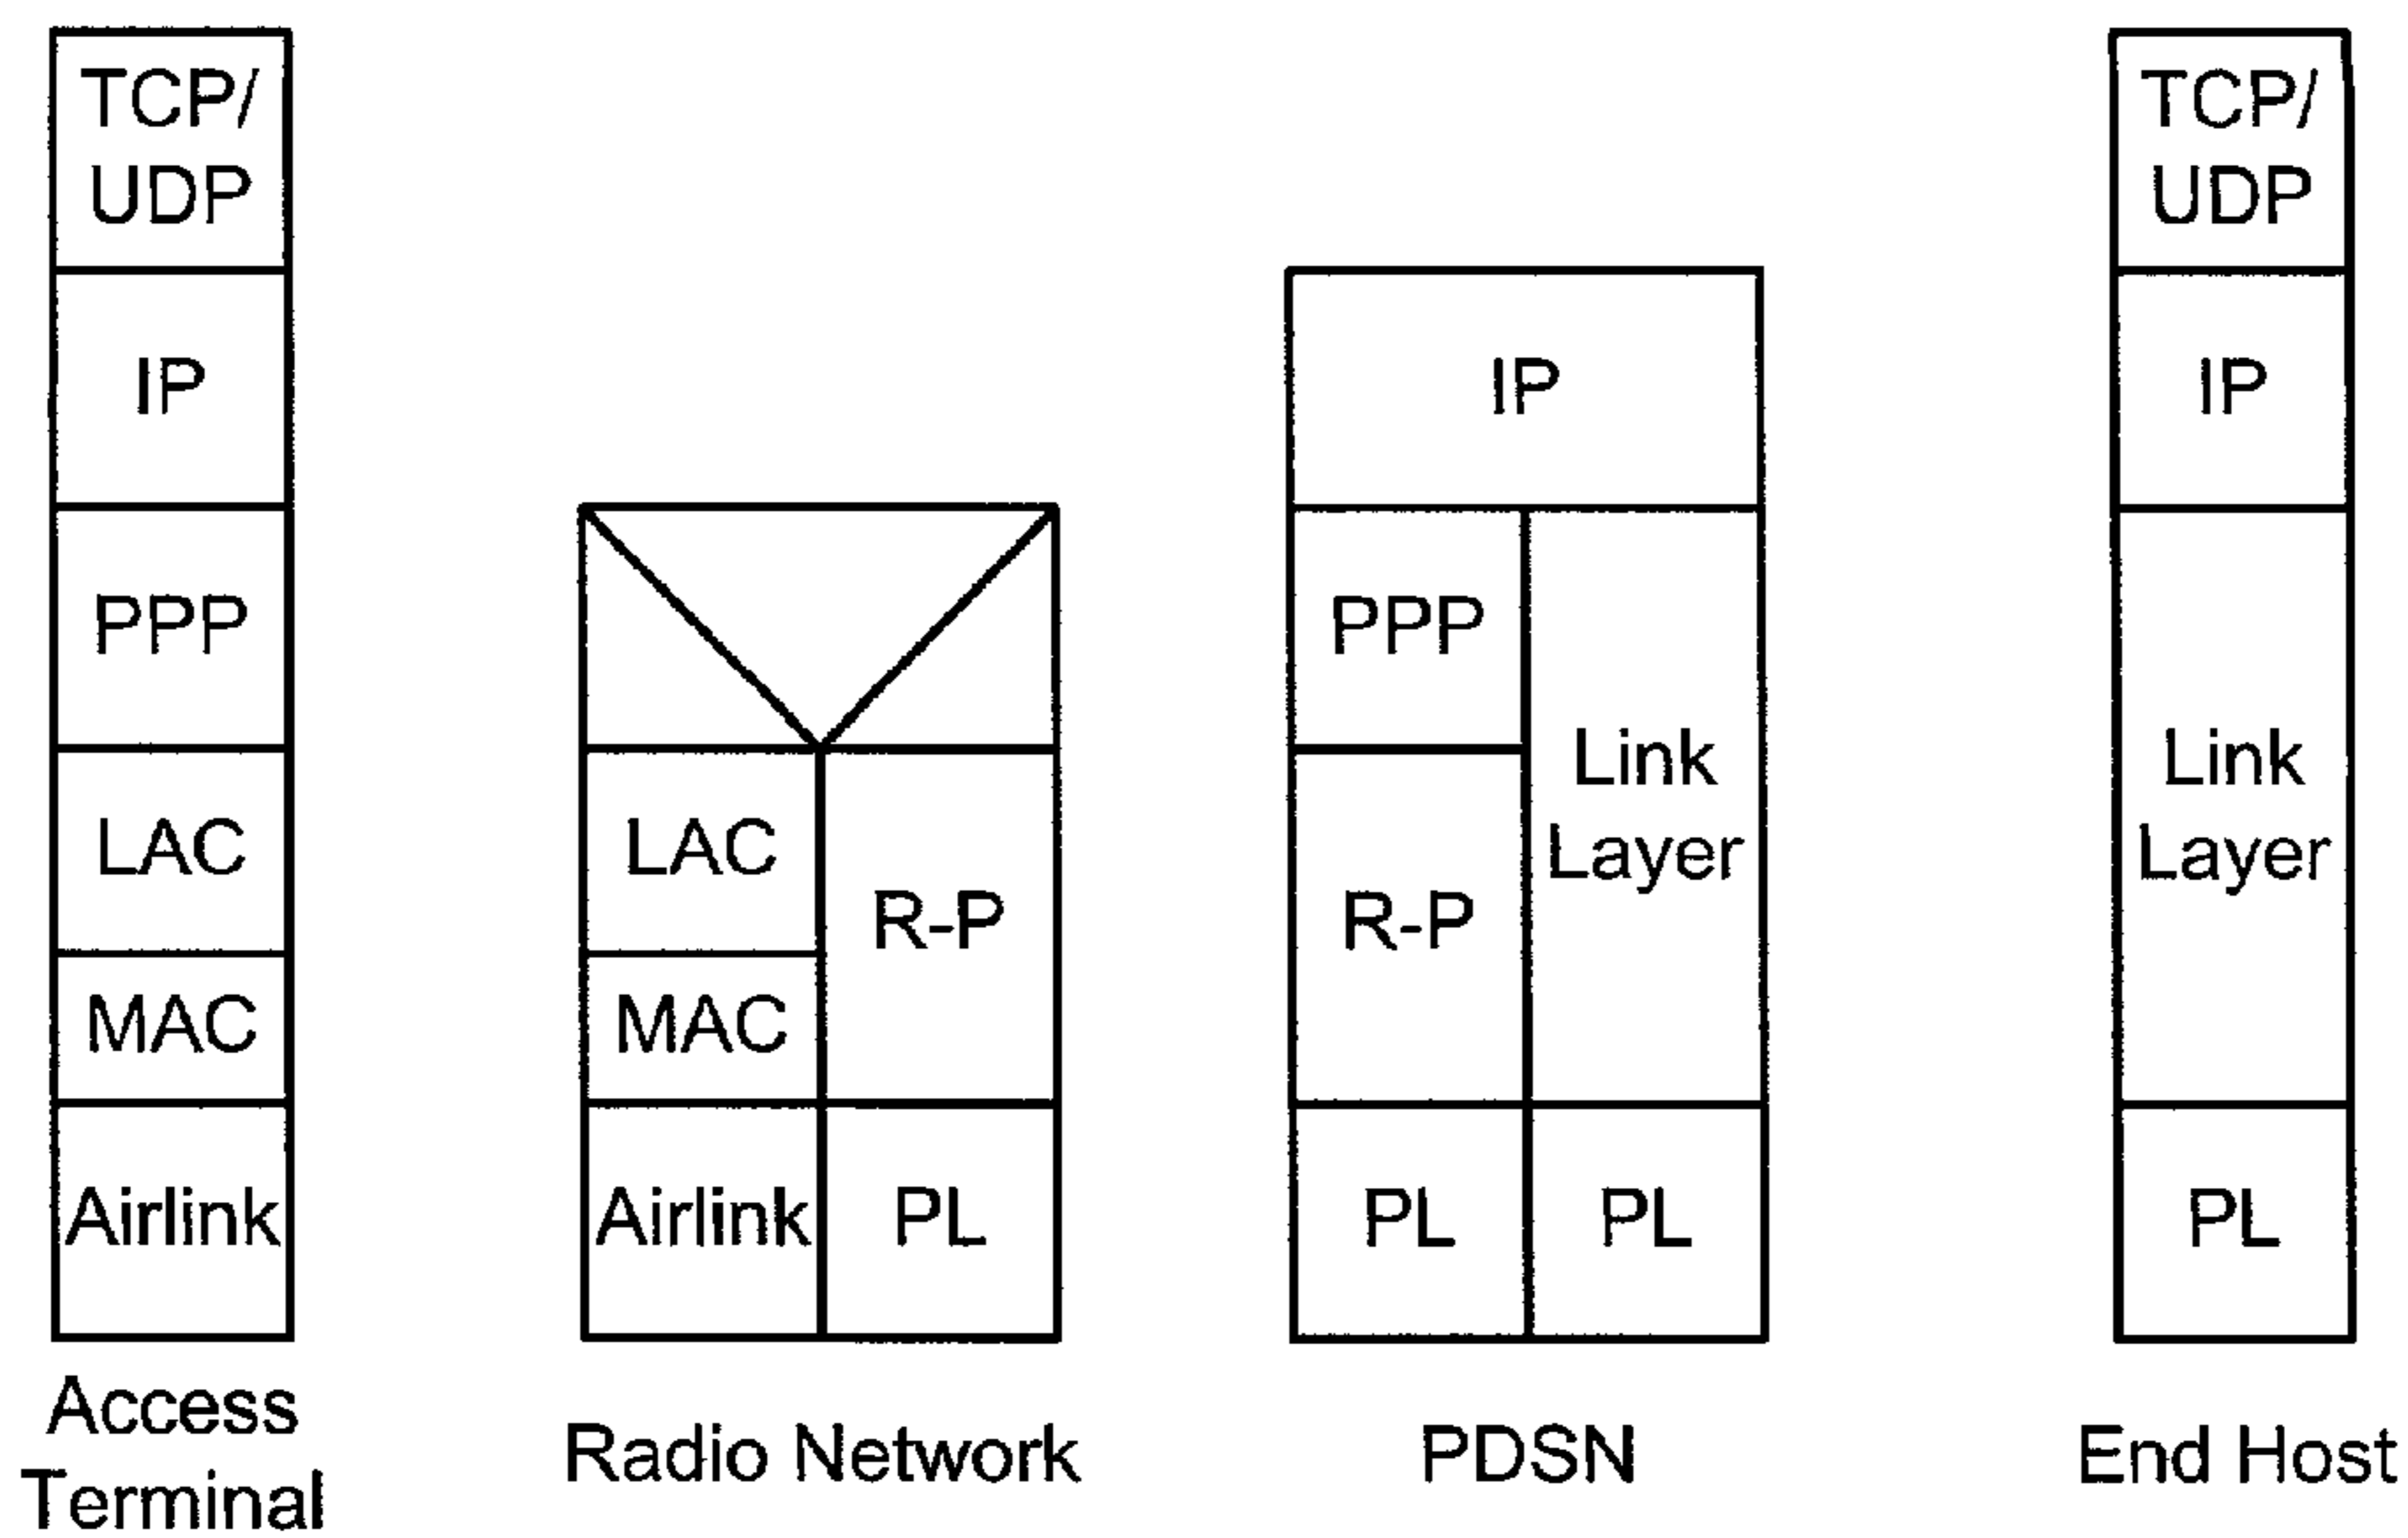 TCP/
UDP
IP
PPP
LAC
MAC
Airlink
Access
Terminal
LAC
MAC
Airlink
R-P
PL
Radio Network
IP
PPP
R-P
PL
Link
Layer
PL
PDSN
TCP/
UDP
IP
Link
Layer
PL
End Host